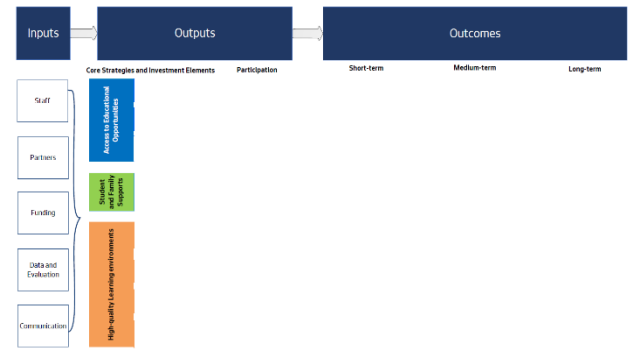 Inputs
Outputs
Outcomes
Core Strategies and Investment Elements
Participation
Short-term
Medium-term
Long-term
Staff
Partners
Funding
Data and
Evaluation
Communication
Access to Educational
Opportunities
Student
and Family
Supports
High-quality Learning environments